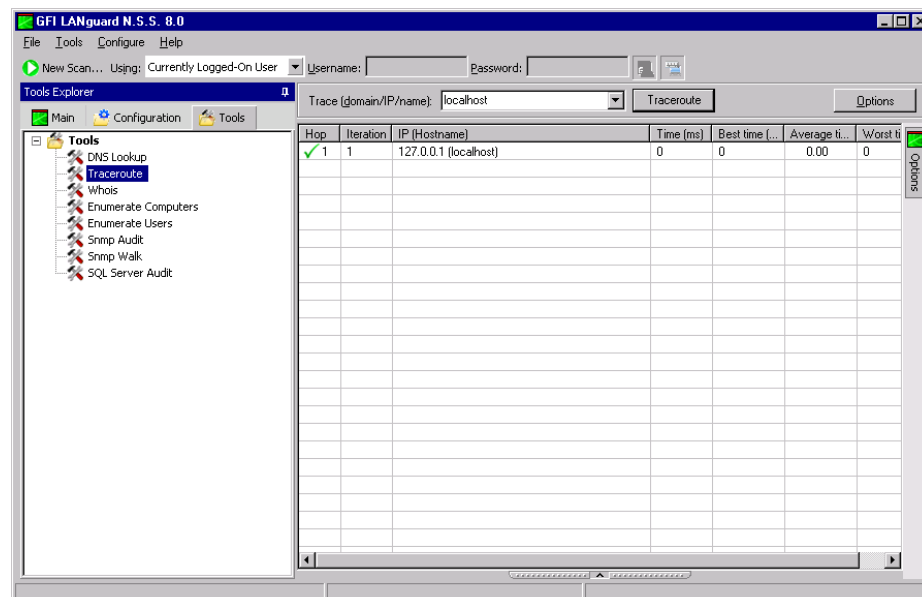 GFI LANguard N.S.S. 8.0
File Tools Configure Help
New Scan... Using: Currently Logged-On User Username: Password:
Tools Explorer
Main Configuration Tools
Trace (domain/IP/name): localhost Traceroute Options
Tools
DNS Lookup
Traceroute
Whois
Enumerate Computers
Enumerate Users
Snmp Audit
Snmp Walk
SQL Server Audit
Hop Iteration IP (Hostname) Time (ms) Best time (... Average ti... Worst ti
1 1 127.0.0.1 (localhost) 0 0 0.00 0
Options